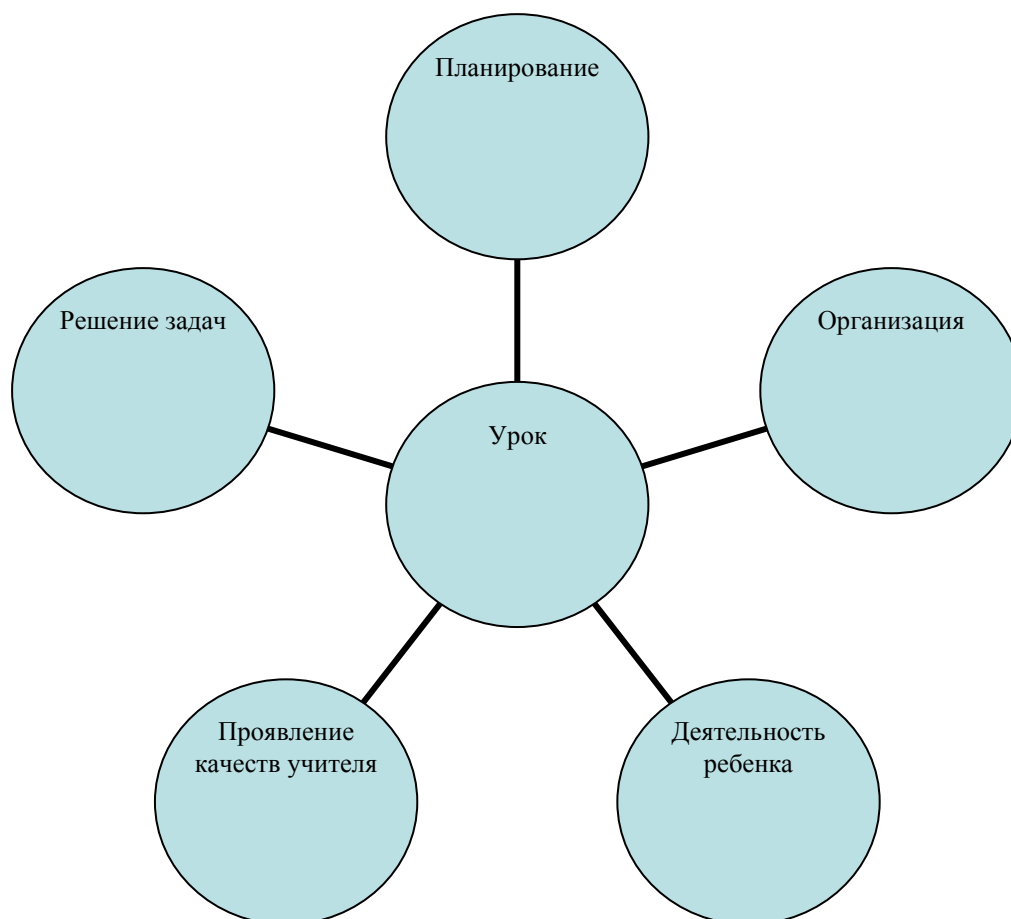 Планирование
Решение задач
Организация
Урок
Проявление
качеств учителя
Деятельность
ребенка